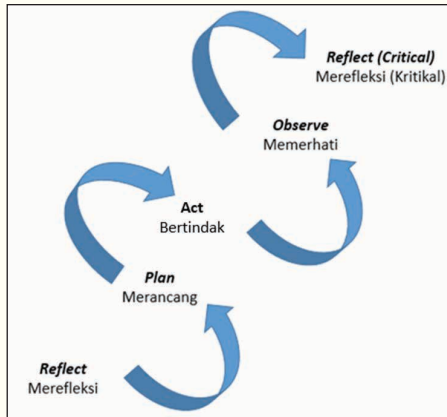 Reflect (Critical)
Merefleksi (Kritikal)
Observe
Memerhati
Act
Bertindak
Plan
Merancang
Reflect
Merefleksi